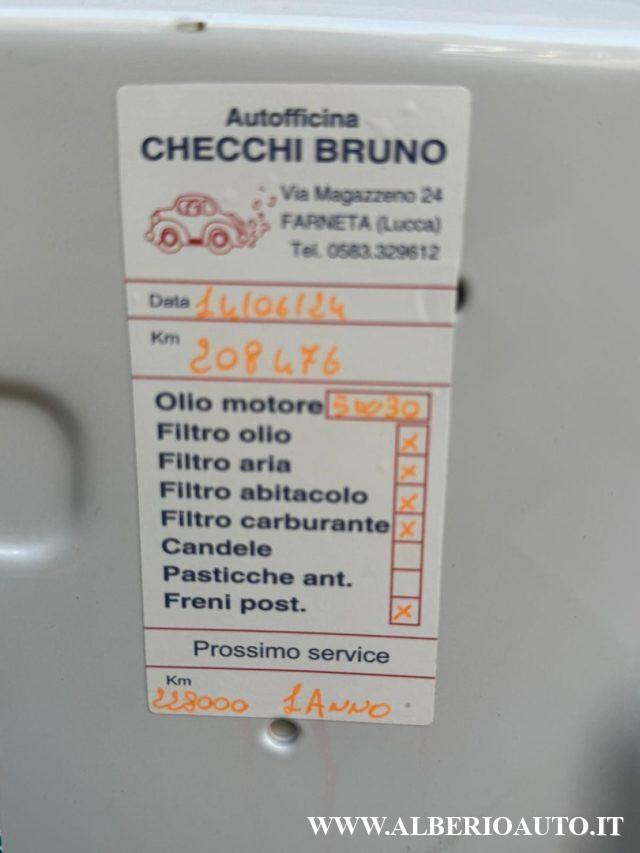 Autofficina
CHECCHI BRUNO
Via Magazzeno 24
FARNETA (Lucca)
Tel. 0583.329612
Data 14/06/24
Km 208476
Olio motore 5W30
Filtro olio x
Filtro aria x
Filtro abitacolo x
Filtro carburante x
Candele
Pasticche ant.
Freni post. x
Prossimo service
Km
228000 1 ANNO
WWW.ALBERIOAUTO.IT